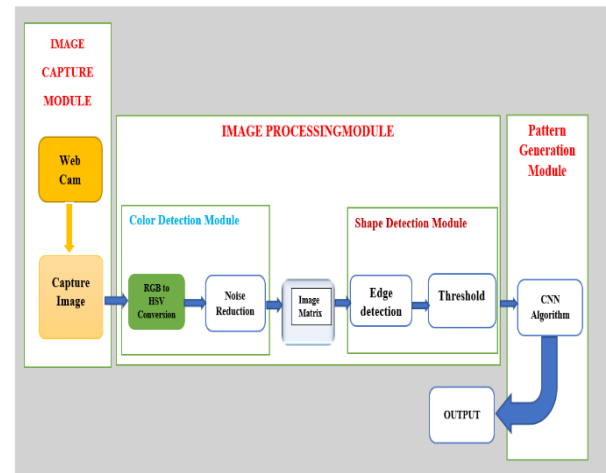 IMAGE
CAPTURE
MODULE
Web
Cam
Capture
Image
IMAGE PROCESSINGMODULE
Color Detection Module
RGB to
HSV
Conversion
Noise
Reduction
Image
Matrix
Shape Detection Module
Edge
detection
Threshold
Pattern
Generation
Module
CNN
Algorithm
OUTPUT